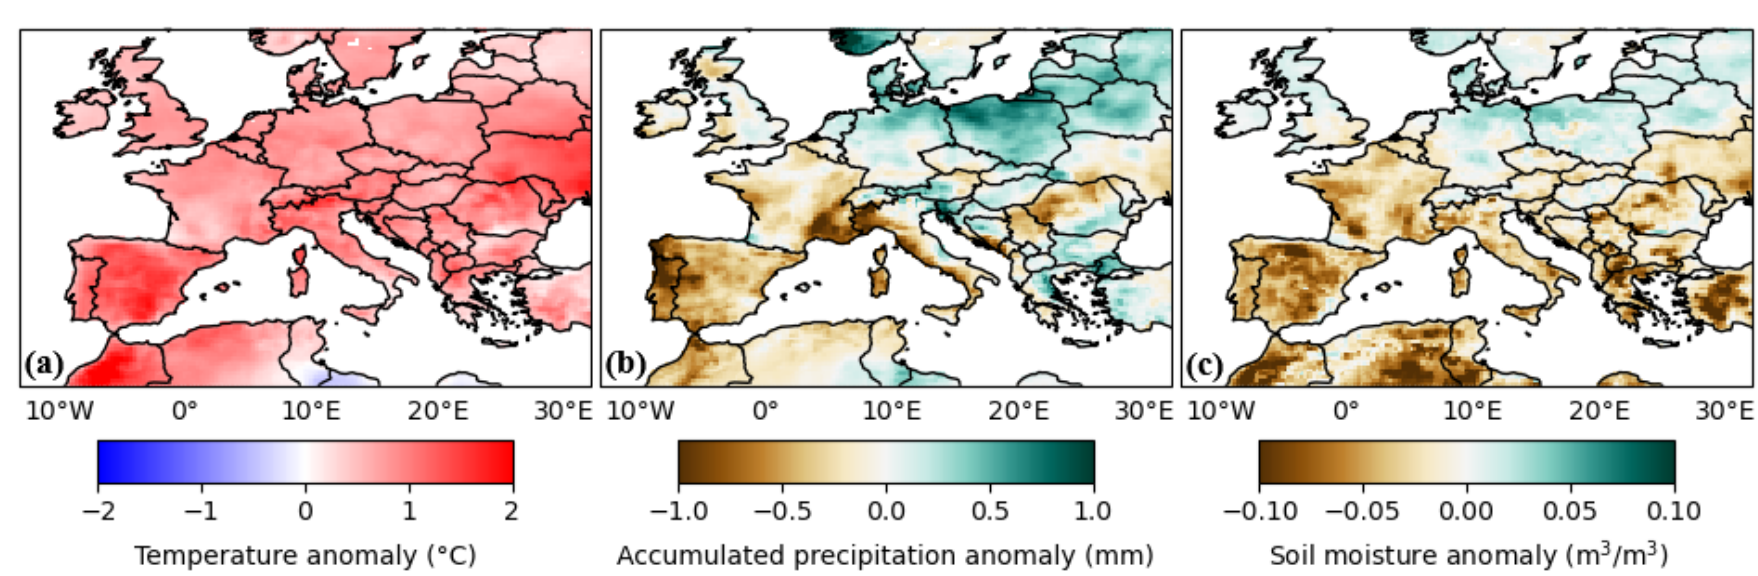 (a) (b) (c)
10°W 0° 10°E 20°E 30°E 10°W 0° 10°E 20°E 30°E 10°W 0° 10°E 20°E 30°E
−2 −1 0 1 2 −1.0 −0.5 0.0 0.5 1.0 −0.10 −0.05 0.00 0.05 0.10
Temperature anomaly (°C) Accumulated precipitation anomaly (mm) Soil moisture anomaly (m³/m³)